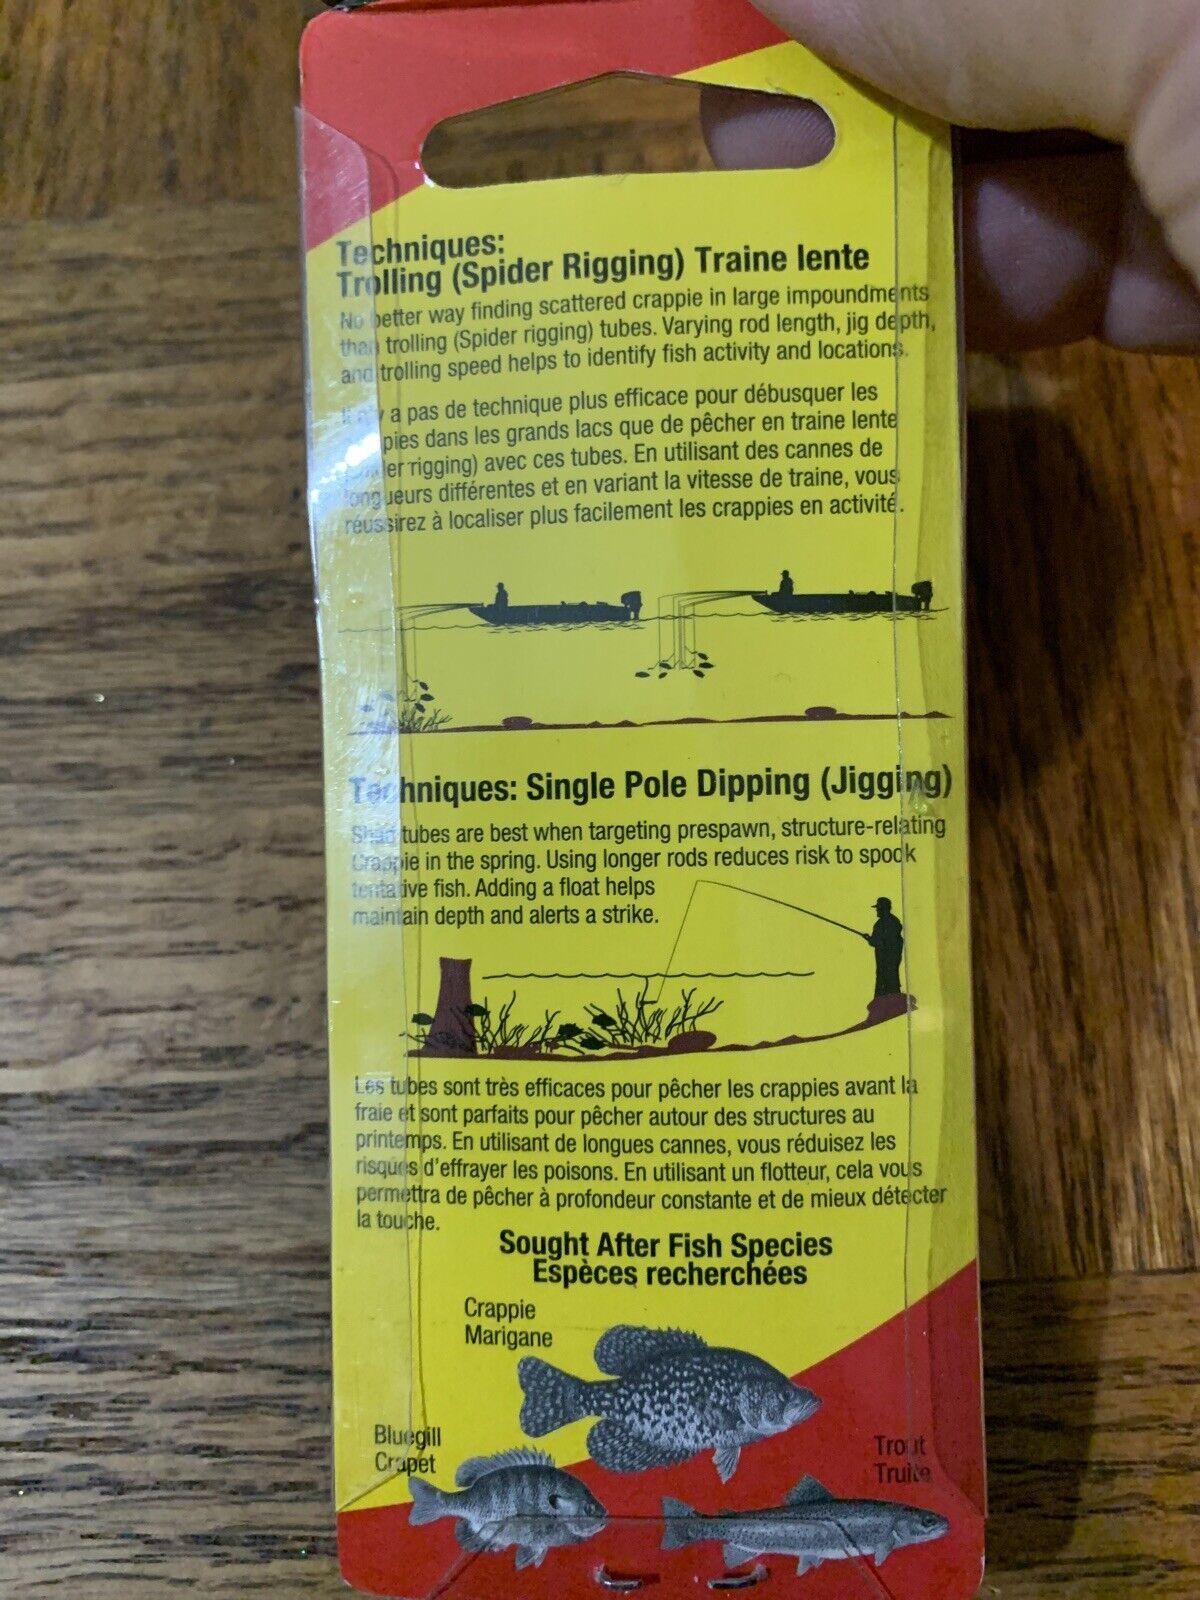 Techniques:
Trolling (Spider Rigging) Traine lente
No better way finding scattered crappie in large impoundments
than trolling (Spider rigging) tubes. Varying rod length, jig depth,
and trolling speed helps to identify fish activity and locations.
Il n'y a pas de technique plus efficace pour débusquer les
pies dans les grands lacs que de pêcher en traine lente
rigging) avec ces tubes. En utilisant des cannes de
longueurs différentes et en variant la vitesse de traine, vous
réussirez à localiser plus facilement les crappies en activité.
Techniques: Single Pole Dipping (Jigging)
Shad tubes are best when targeting prespawn, structure-relating
Crappie in the spring. Using longer rods reduces risk to spook
tentative fish. Adding a float helps
maintain depth and alerts a strike.
Les tubes sont très efficaces pour pêcher les crappies avant la
fraie et sont parfaits pour pêcher autour des structures au
printemps. En utilisant de longues cannes, vous réduisez les
risques d'effrayer les poisons. En utilisant un flotteur, cela vous
permettra de pêcher à profondeur constante et de mieux détecter
la touche.
Sought After Fish Species
Espèces recherchées
Crappie
Marigane
Bluegill
Crapet
Trout
Truite